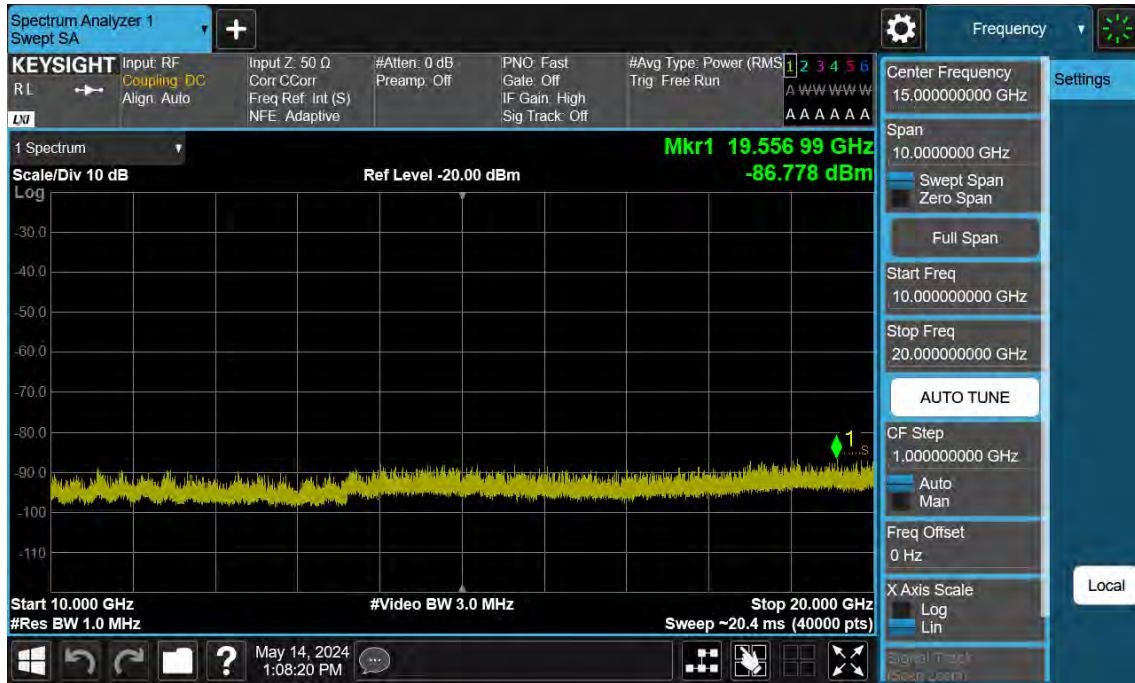 Spectrum Analyzer 1
Swept SA
+
Frequency
KEYSIGHT
RL
LXI
Input: RF
Coupling: DC
Align: Auto
Input Z: 50 Ω
Corr CCorr
Freq Ref: Int (S)
NFE: Adaptive
#Atten: 0 dB
Preamp: Off
PNO: Fast
Gate: Off
IF Gain: High
Sig Track: Off
#Avg Type: Power (RMS
Trig: Free Run
1 2 3 4 5 6
A W W W W W
A A A A A A
Center Frequency
15.000000000 GHz
Settings
1 Spectrum
Mkr1 19.556 99 GHz
-86.778 dBm
Scale/Div 10 dB
Ref Level -20.00 dBm
Log
-30.0
-40.0
-50.0
-60.0
-70.0
-80.0
-90.0
-100
-110
1
S
Span
10.0000000 GHz
Swept Span
Zero Span
Full Span
Start Freq
10.000000000 GHz
Stop Freq
20.000000000 GHz
AUTO TUNE
CF Step
1.000000000 GHz
Auto
Man
Freq Offset
0 Hz
X Axis Scale
Log
Lin
Signal Track
(Span Zoom)
Local
Start 10.000 GHz
#Video BW 3.0 MHz
Stop 20.000 GHz
#Res BW 1.0 MHz
Sweep ~20.4 ms (40000 pts)
?
May 14, 2024
1:08:20 PM